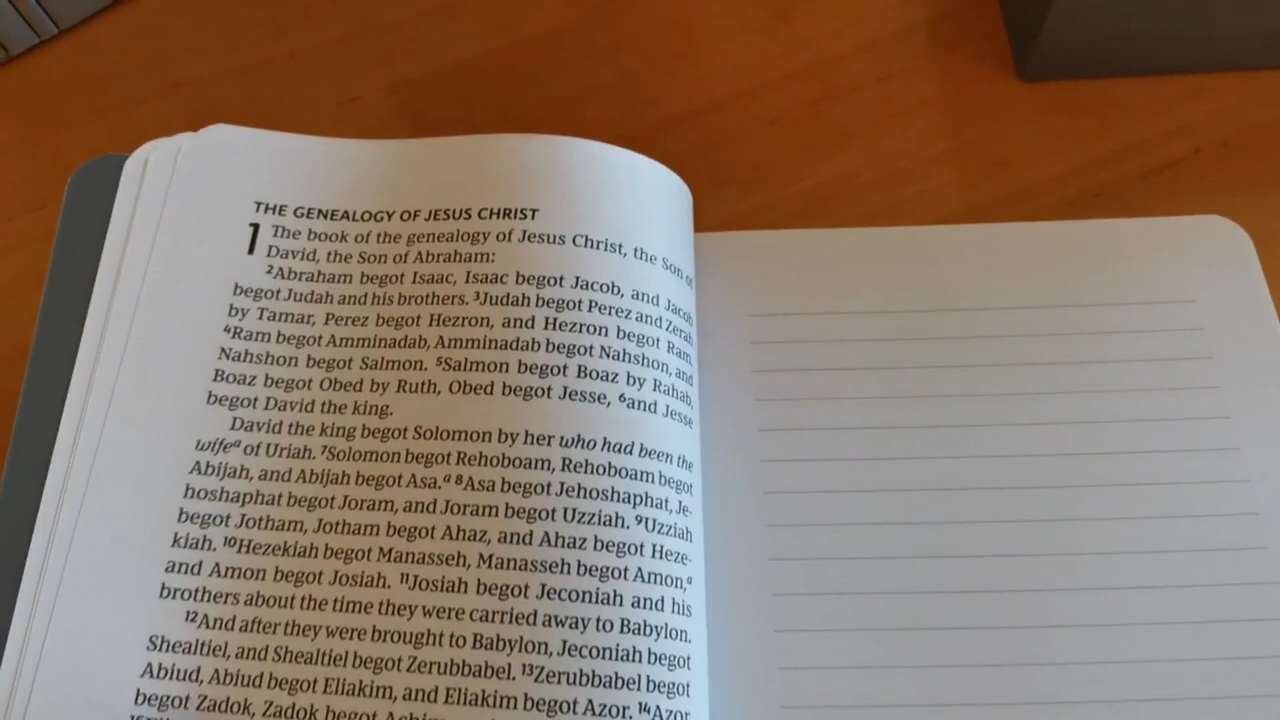 THE GENEALOGY OF JESUS CHRIST
1 The book of the genealogy of Jesus Christ, the Son of
David, the Son of Abraham:
2Abraham begot Isaac, Isaac begot Jacob, and Jacob
begot Judah and his brothers. 3Judah begot Perez and Zerah
by Tamar, Perez begot Hezron, and Hezron begot Ram.
4Ram begot Amminadab, Amminadab begot Nahshon, and
Nahshon begot Salmon. 5Salmon begot Boaz by Rahab,
Boaz begot Obed by Ruth, Obed begot Jesse, 6and Jesse
begot David the king.
David the king begot Solomon by her who had been the
wifea of Uriah. 7Solomon begot Rehoboam, Rehoboam begot
Abijah, and Abijah begot Asa.a 8Asa begot Jehoshaphat, Je-
hoshaphat begot Joram, and Joram begot Uzziah. 9Uzziah
begot Jotham, Jotham begot Ahaz, and Ahaz begot Heze-
kiah. 10Hezekiah begot Manasseh, Manasseh begot Amon,a
and Amon begot Josiah. 11Josiah begot Jeconiah and his
brothers about the time they were carried away to Babylon.
12And after they were brought to Babylon, Jeconiah begot
Shealtiel, and Shealtiel begot Zerubbabel. 13Zerubbabel begot
Abiud, Abiud begot Eliakim, and Eliakim begot Azor. 14Azor
begot Zadok, Zadok begot